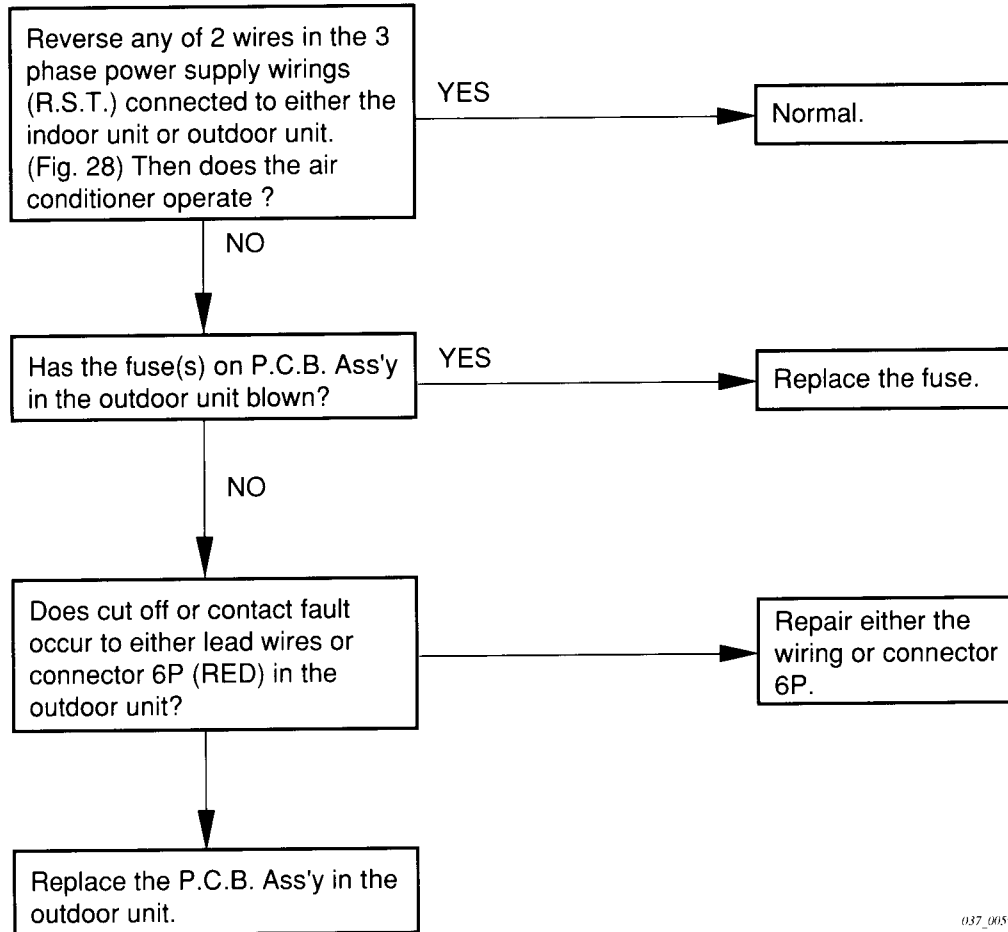 Reverse any of 2 wires in the 3
phase power supply wirings
(R.S.T.) connected to either the
indoor unit or outdoor unit.
(Fig. 28) Then does the air
conditioner operate ?
YES
Normal.
NO
Has the fuse(s) on P.C.B. Ass'y
in the outdoor unit blown?
YES
Replace the fuse.
NO
Does cut off or contact fault
occur to either lead wires or
connector 6P (RED) in the
outdoor unit?
Repair either the
wiring or connector
6P.
Replace the P.C.B. Ass'y in the
outdoor unit.
037_005